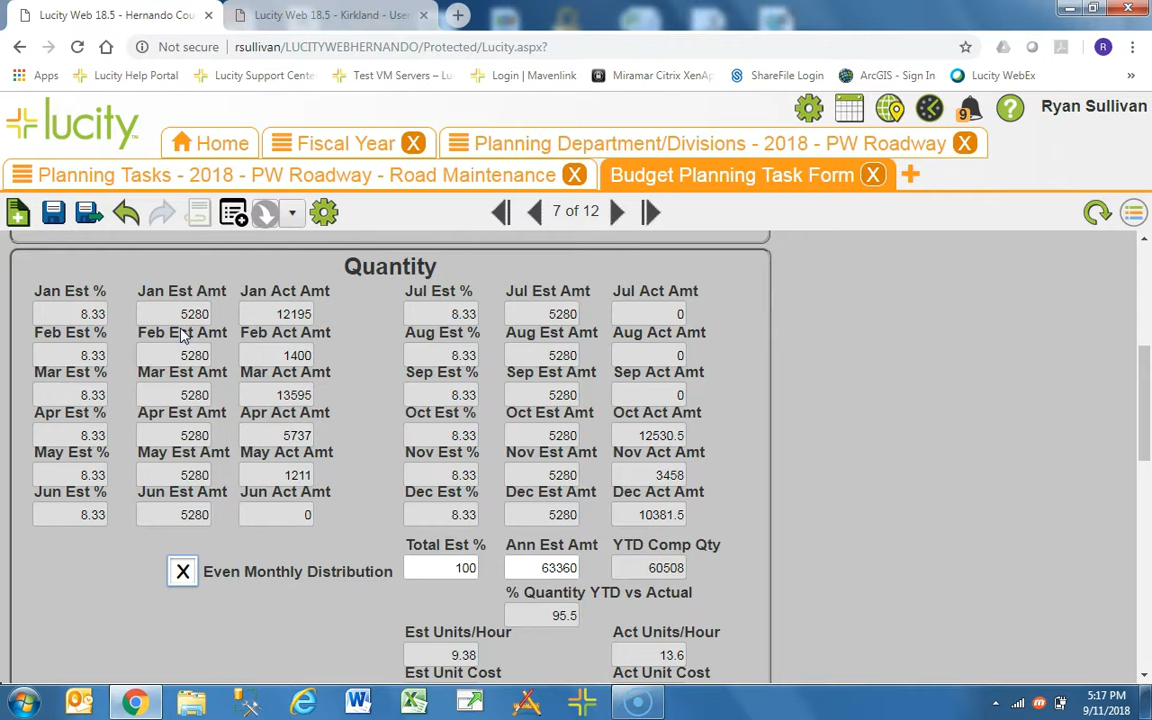 Lucity Web 18.5 - Hernando Cou × Lucity Web 18.5 - Kirkland - User × +
Not secure rsullivan/LUCITYWEBHERNANDO/Protected/Lucity.aspx? R
Apps Lucity Help Portal Lucity Support Cente Test VM Servers – Lu Login | Mavenlink Miramar Citrix XenAp ShareFile Login ArcGIS - Sign In Lucity WebEx »
lucity 9 ? Ryan Sullivan
Home Fiscal Year X Planning Department/Divisions - 2018 - PW Roadway X
Planning Tasks - 2018 - PW Roadway - Road Maintenance X Budget Planning Task Form X +
7 of 12
Quantity
Jan Est % Jan Est Amt Jan Act Amt Jul Est % Jul Est Amt Jul Act Amt
8.33 5280 12195 8.33 5280 0
Feb Est % Feb Est Amt Feb Act Amt Aug Est % Aug Est Amt Aug Act Amt
8.33 5280 1400 8.33 5280 0
Mar Est % Mar Est Amt Mar Act Amt Sep Est % Sep Est Amt Sep Act Amt
8.33 5280 13595 8.33 5280 0
Apr Est % Apr Est Amt Apr Act Amt Oct Est % Oct Est Amt Oct Act Amt
8.33 5280 5737 8.33 5280 12530.5
May Est % May Est Amt May Act Amt Nov Est % Nov Est Amt Nov Act Amt
8.33 5280 1211 8.33 5280 3458
Jun Est % Jun Est Amt Jun Act Amt Dec Est % Dec Est Amt Dec Act Amt
8.33 5280 0 8.33 5280 10381.5
Total Est % Ann Est Amt YTD Comp Qty
X Even Monthly Distribution 100 63360 60508
% Quantity YTD vs Actual
95.5
Est Units/Hour Act Units/Hour
9.38 13.6
Est Unit Cost Act Unit Cost
5:17 PM
9/11/2018